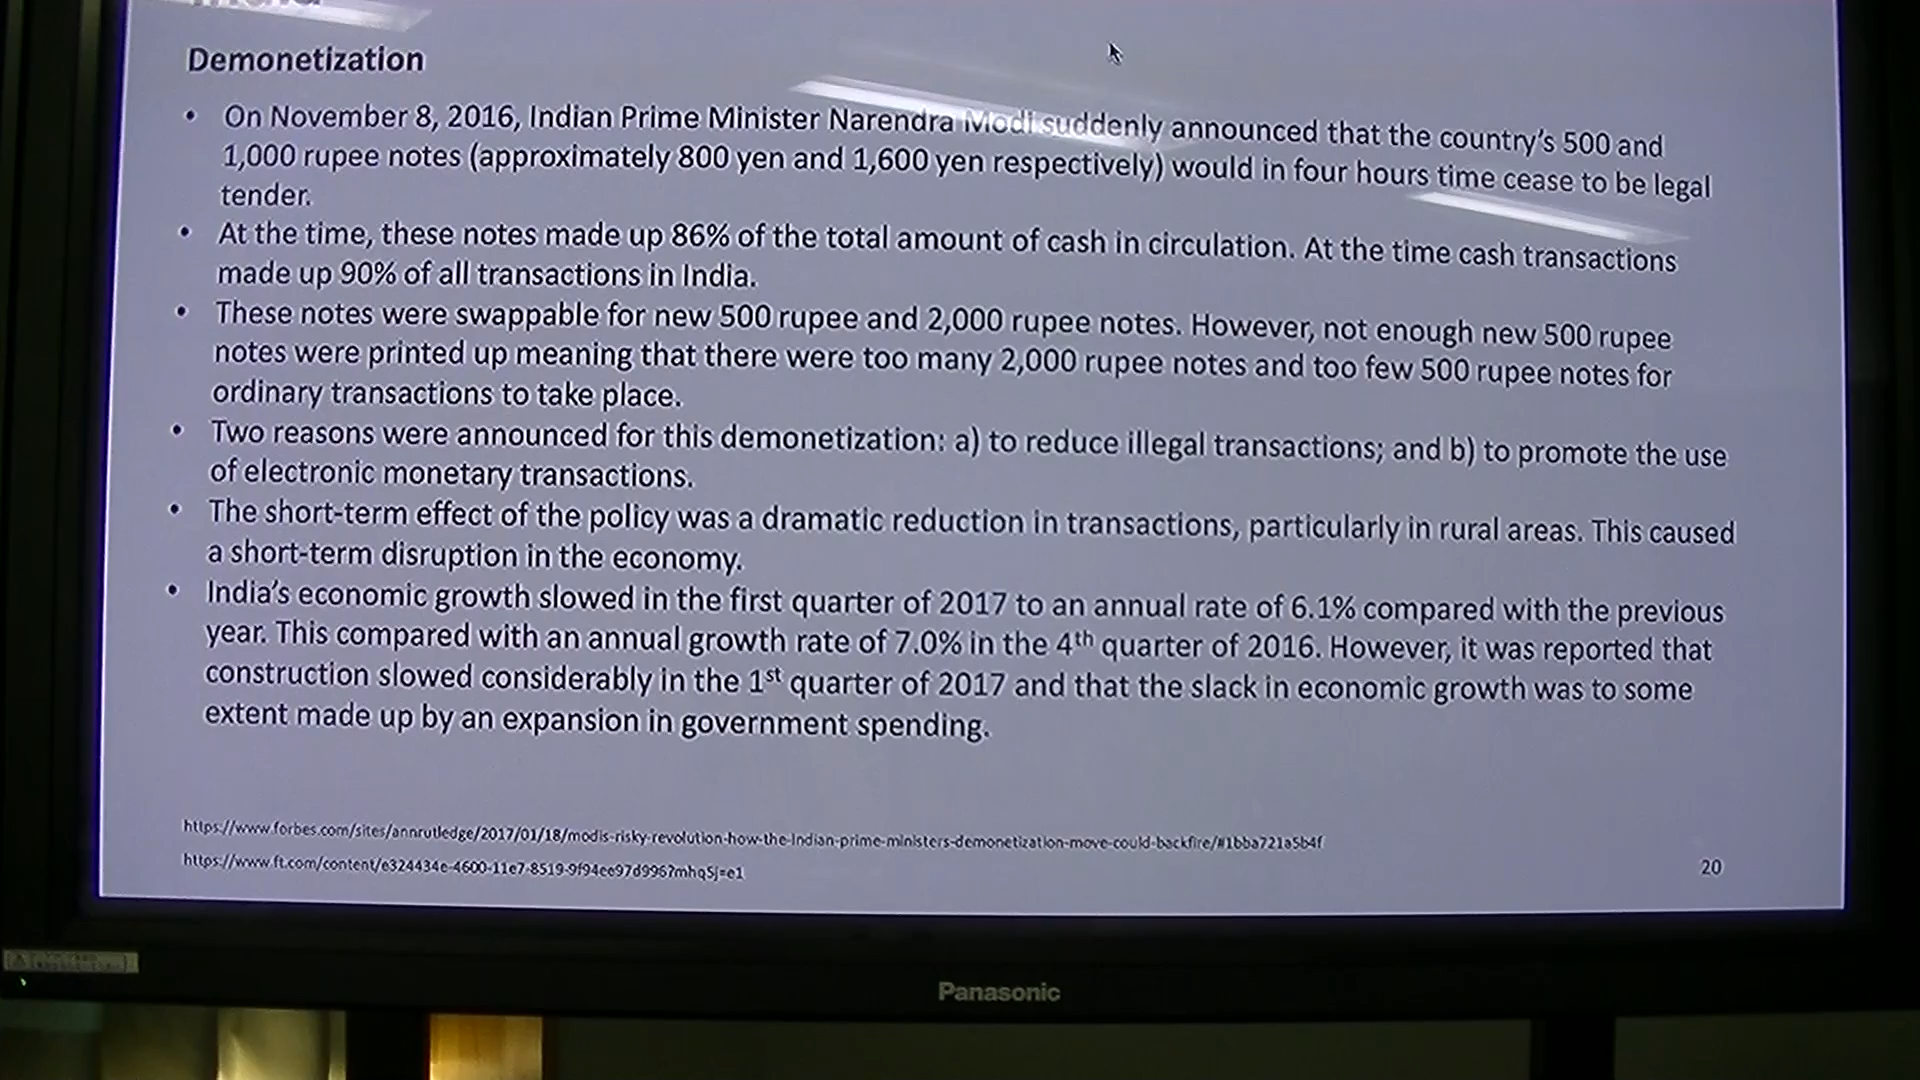 Demonetization
• On November 8, 2016, Indian Prime Minister Narendra Modi suddenly announced that the country's 500 and
1,000 rupee notes (approximately 800 yen and 1,600 yen respectively) would in four hours time cease to be legal
tender.
• At the time, these notes made up 86% of the total amount of cash in circulation. At the time cash transactions
made up 90% of all transactions in India.
• These notes were swappable for new 500 rupee and 2,000 rupee notes. However, not enough new 500 rupee
notes were printed up meaning that there were too many 2,000 rupee notes and too few 500 rupee notes for
ordinary transactions to take place.
• Two reasons were announced for this demonetization: a) to reduce illegal transactions; and b) to promote the use
of electronic monetary transactions.
• The short-term effect of the policy was a dramatic reduction in transactions, particularly in rural areas. This caused
a short-term disruption in the economy.
• India's economic growth slowed in the first quarter of 2017 to an annual rate of 6.1% compared with the previous
year. This compared with an annual growth rate of 7.0% in the 4th quarter of 2016. However, it was reported that
construction slowed considerably in the 1st quarter of 2017 and that the slack in economic growth was to some
extent made up by an expansion in government spending.
https://www.forbes.com/sites/annrutledge/2017/01/18/modis-risky-revolution-how-the-indian-prime-ministers-demonetization-move-could-backfire/#1bba721a5b4f
https://www.ft.com/content/e324434e-4600-11e7-8519-9f94ee97d996?mhq5j=e1
20
Panasonic